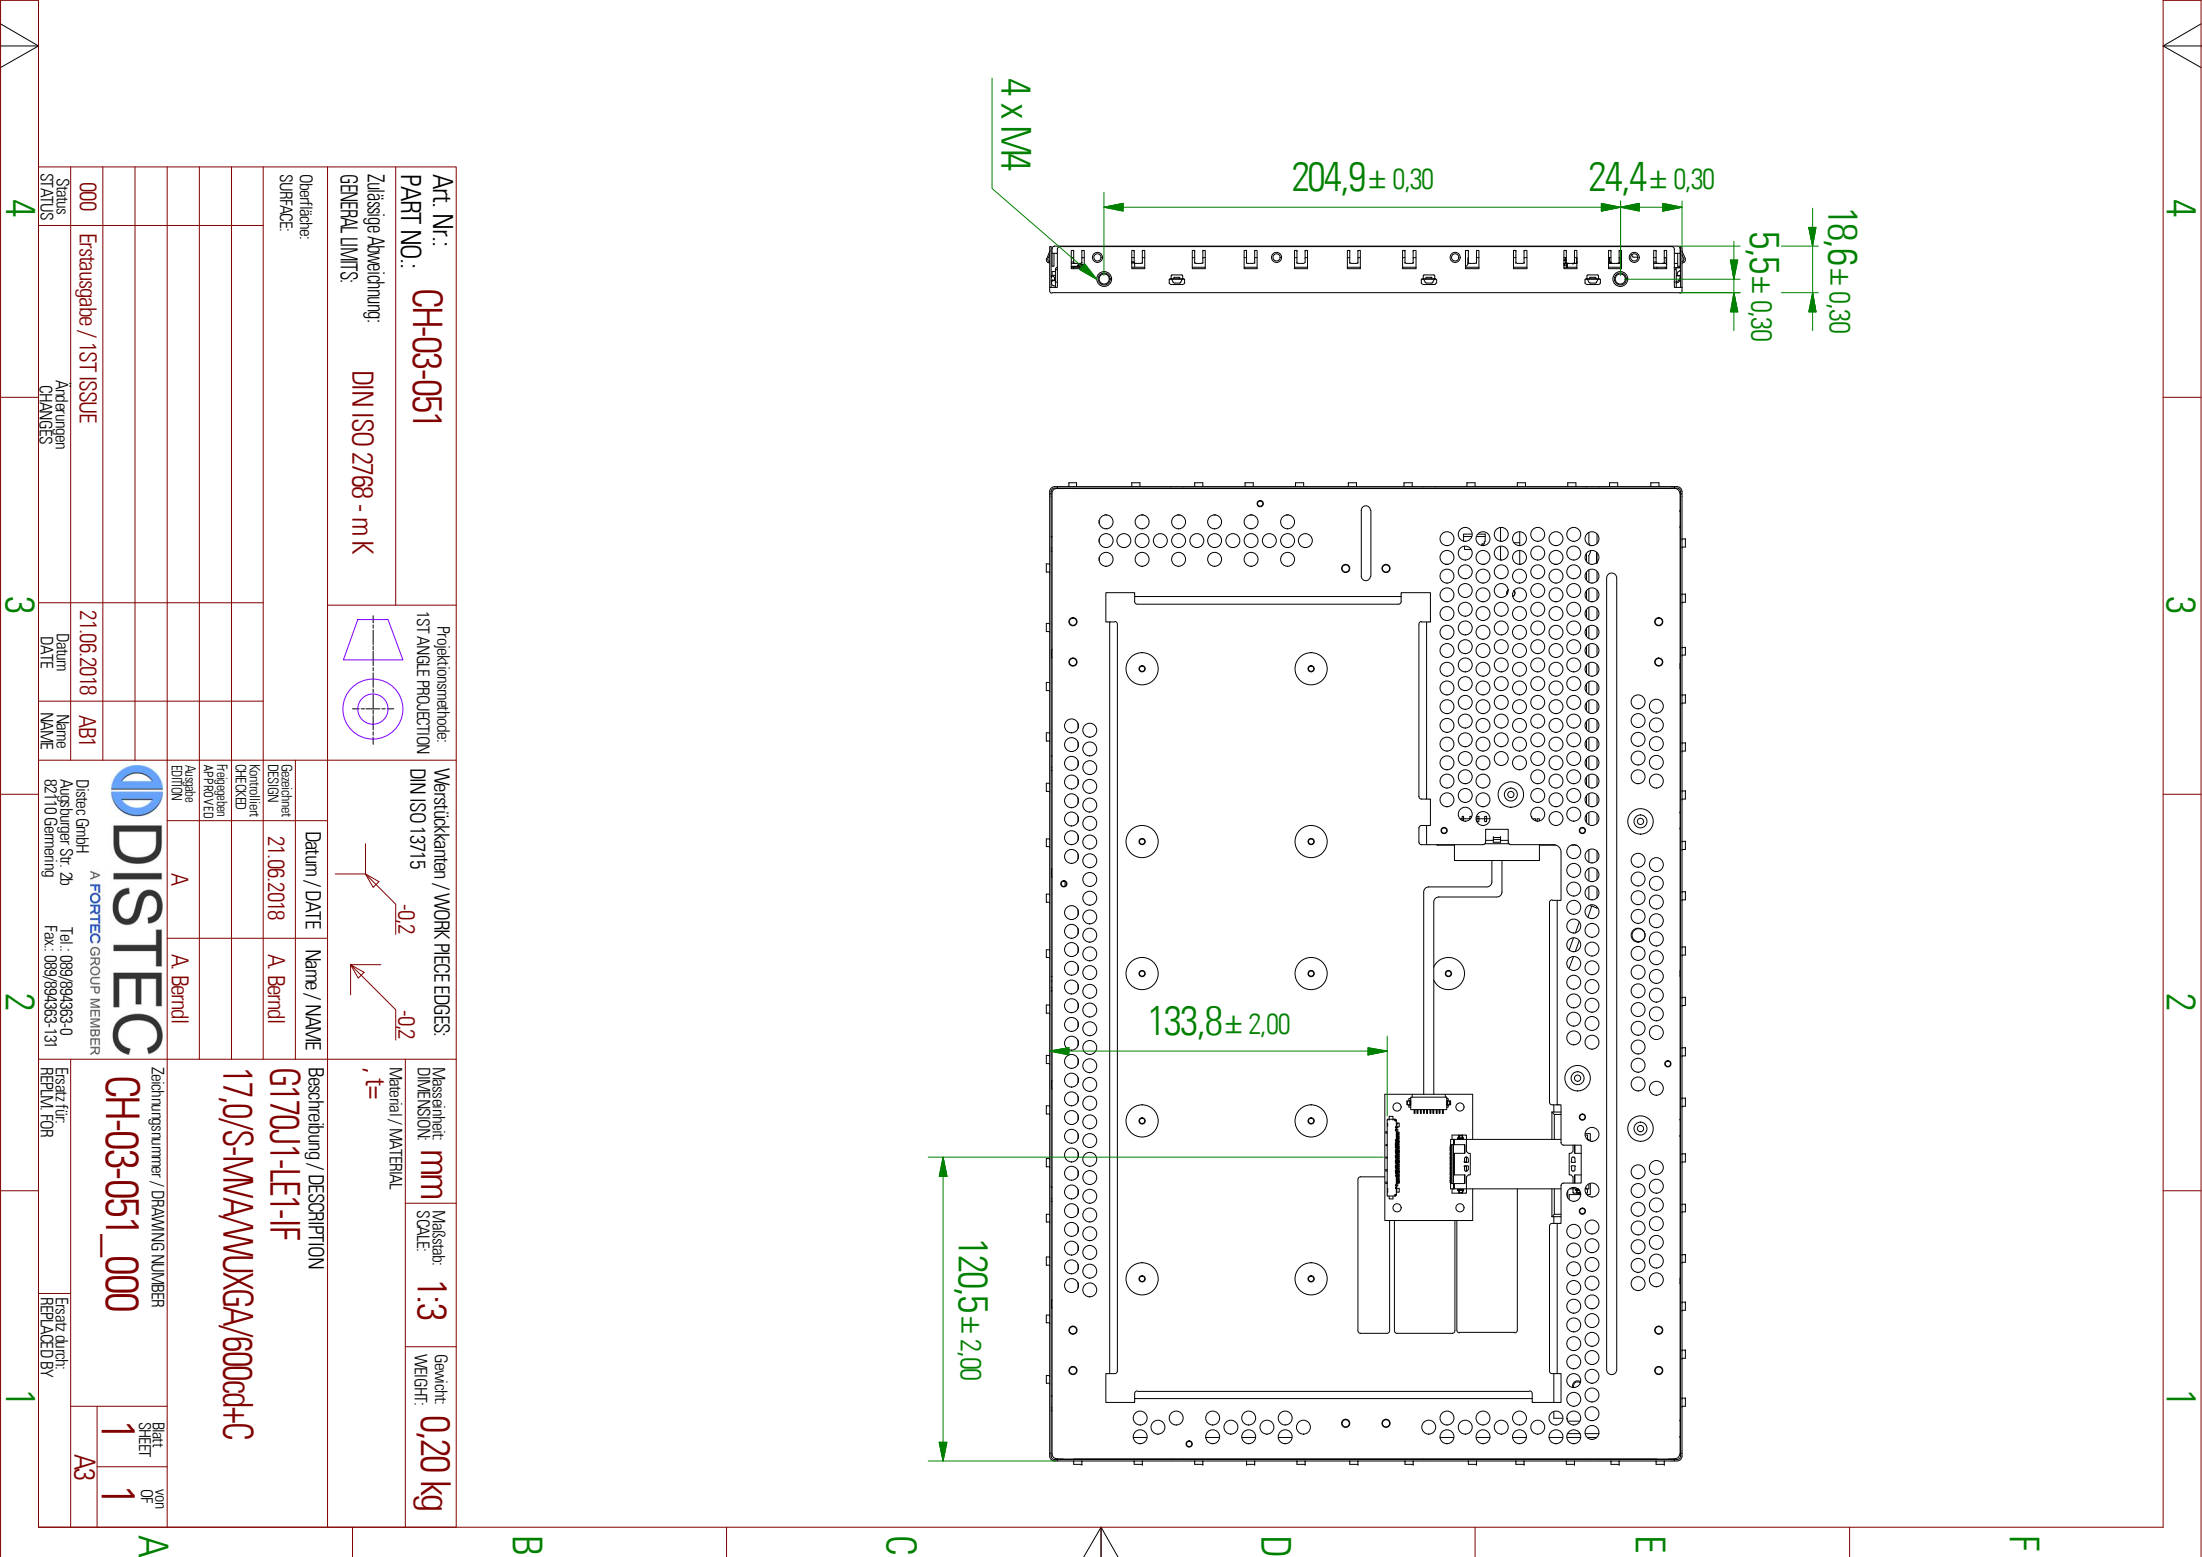 4
3
2
1
4
3
2
1
A
B
C
D
E
F
4 x M4
204,9± 0,30
24,4± 0,30
18,6± 0,30
5,5± 0,30
133,8± 2,00
120,5± 2,00
Art. Nr.:
PART NO.: CH-03-051
Zulässige Abweichnung:
GENERAL LIMITS: DIN ISO 2768 - m K
Oberfläche:
SURFACE:
Projektionsmethode:
1ST ANGLE PROJECTION
Werstückkanten / WORK PIECE EDGES:
DIN ISO 13715
-0,2
-0,2
Masseinheit:
DIMENSION: mm
Maßstab:
SCALE: 1:3
Gewicht:
WEIGHT: 0,20 kg
Material / MATERIAL
, t=
Datum / DATE
Name / NAME
Gezeichnet
DESIGN
21.06.2018
A. Berndl
Kontrolliert
CHECKED
Freigegeben
APPROVED
Ausgabe
EDITION
A
A. Berndl
Beschreibung / DESCRIPTION
G170J1-LE1-IF
17,0/S-MVA/WUXGA/600cd+C
DISTEC
A FORTEC GROUP MEMBER
Distec GmbH
Augsburger Str. 2b
82110 Germering
Tel.: 089/894363-0
Fax.: 089/894363-131
Zeichnungsnummer / DRAWING NUMBER
CH-03-051_000
Blatt
SHEET
1
von
OF
1
A3
Ersatz für:
REPLM. FOR
Ersatz durch:
REPLACED BY
000
Erstausgabe / 1ST ISSUE
21.06.2018
AB1
Status
STATUS
Änderungen
CHANGES
Datum
DATE
Name
NAME